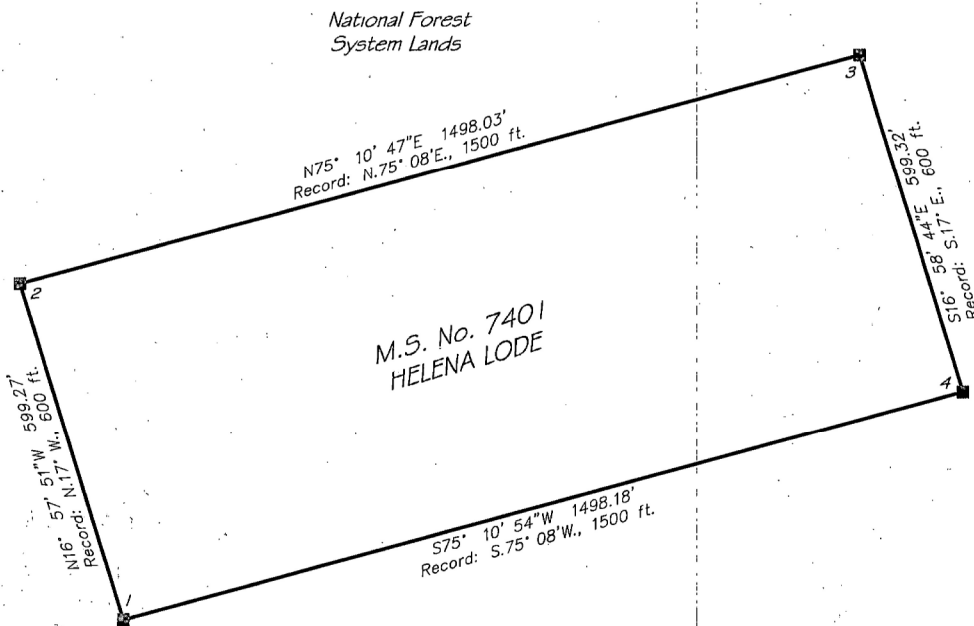 National Forest
System Lands
3
N75° 10' 47"E 1498.03'
Record: N.75° 08'E., 1500 ft.
S16° 58' 44"E 599.32'
Record: S.17° E., 600 ft.
2
M.S. No. 7401
HELENA LODE
4
N16° 57' 51"W 599.27'
Record: N.17° W., 600 ft.
S75° 10' 54"W 1498.18'
Record: S.75° 08'W., 1500 ft.
1